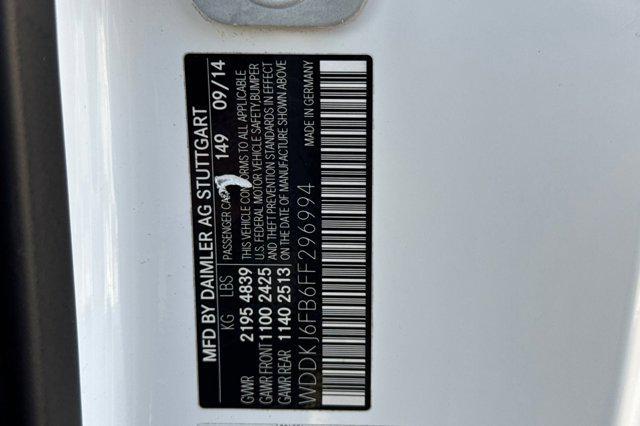 MFD BY DAIMLER AG STUTTGART
KG LBS PASSENGER CAR 149 09/14
GVWR 2195 4839 THIS VEHICLE CONFORMS TO ALL APPLICABLE
GAWR FRONT 1100 2425 U.S. FEDERAL MOTOR VEHICLE SAFETY,BUMPER
AND THEFT PREVENTION STANDARDS IN EFFECT
GAWR REAR 1140 2513 ON THE DATE OF MANUFACTURE SHOWN ABOVE
WDDKJ6FB6FF296994 MADE IN GERMANY